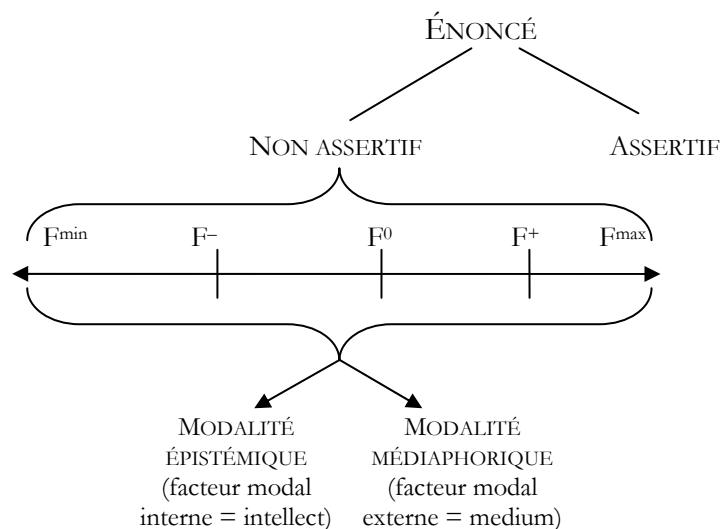 ÉNONCÉ
NON ASSERTIF ASSERTIF
Fmin F– F0 F+ Fmax
MODALITÉ ÉPISTÉMIQUE
(facteur modal
interne = intellect)
MODALITÉ MÉDIAPHORIQUE
(facteur modal
externe = medium)